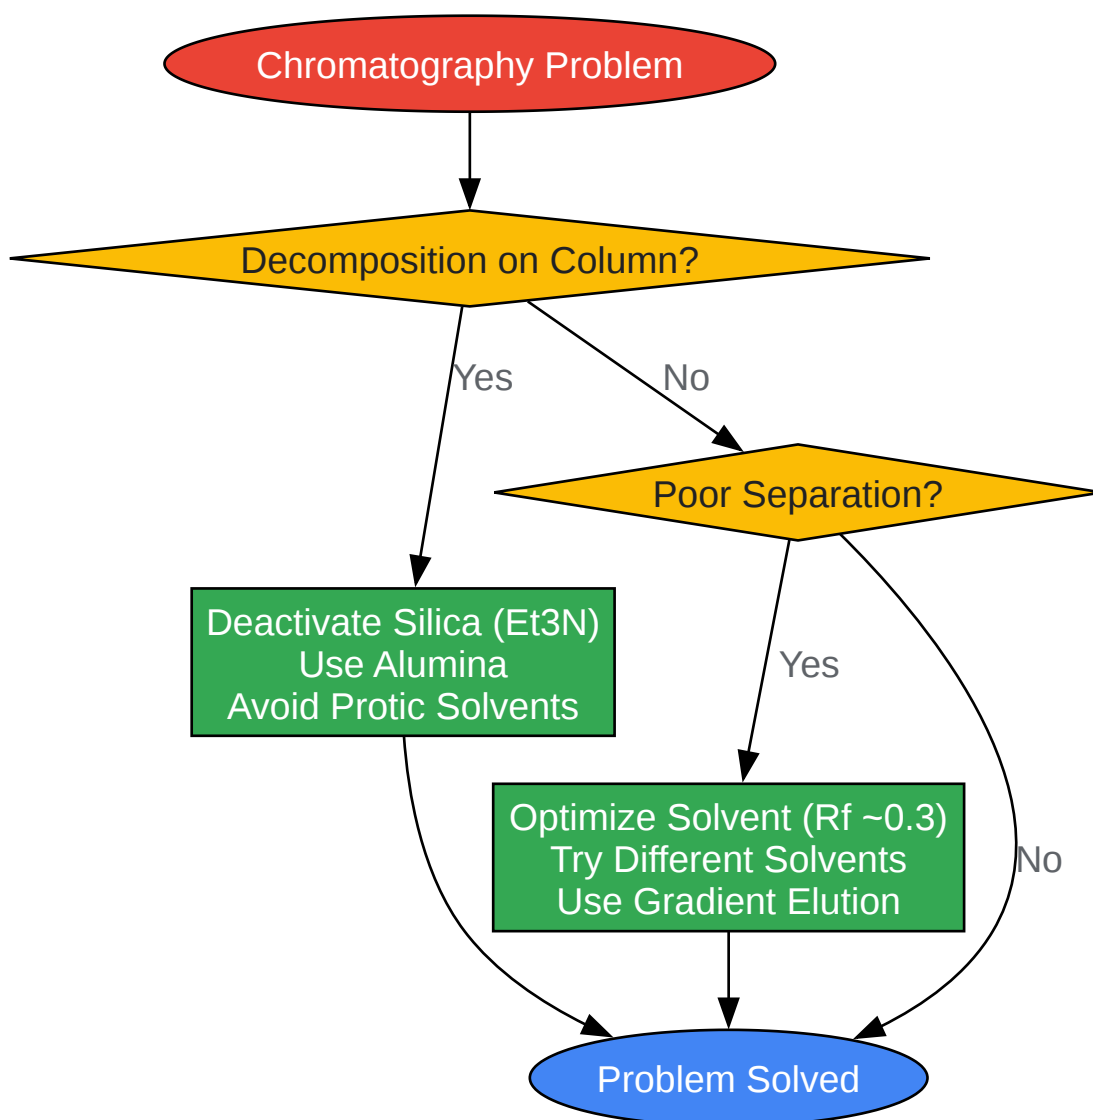 Chromatography Problem
Decomposition on Column?
Yes
No
Poor Separation?
Deactivate Silica (Et3N)
Use Alumina
Avoid Protic Solvents
Yes
Optimize Solvent (Rf ~0.3)
Try Different Solvents
Use Gradient Elution
No
Problem Solved